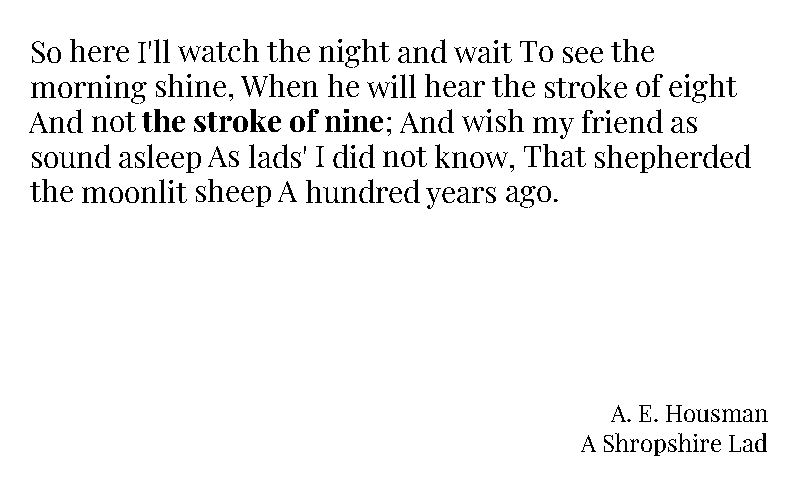 So here I'll watch the night and wait To see the
morning shine, When he will hear the stroke of eight
And not the stroke of nine; And wish my friend as
sound asleep As lads' I did not know, That shepherded
the moonlit sheep A hundred years ago.
A. E. Housman
A Shropshire Lad